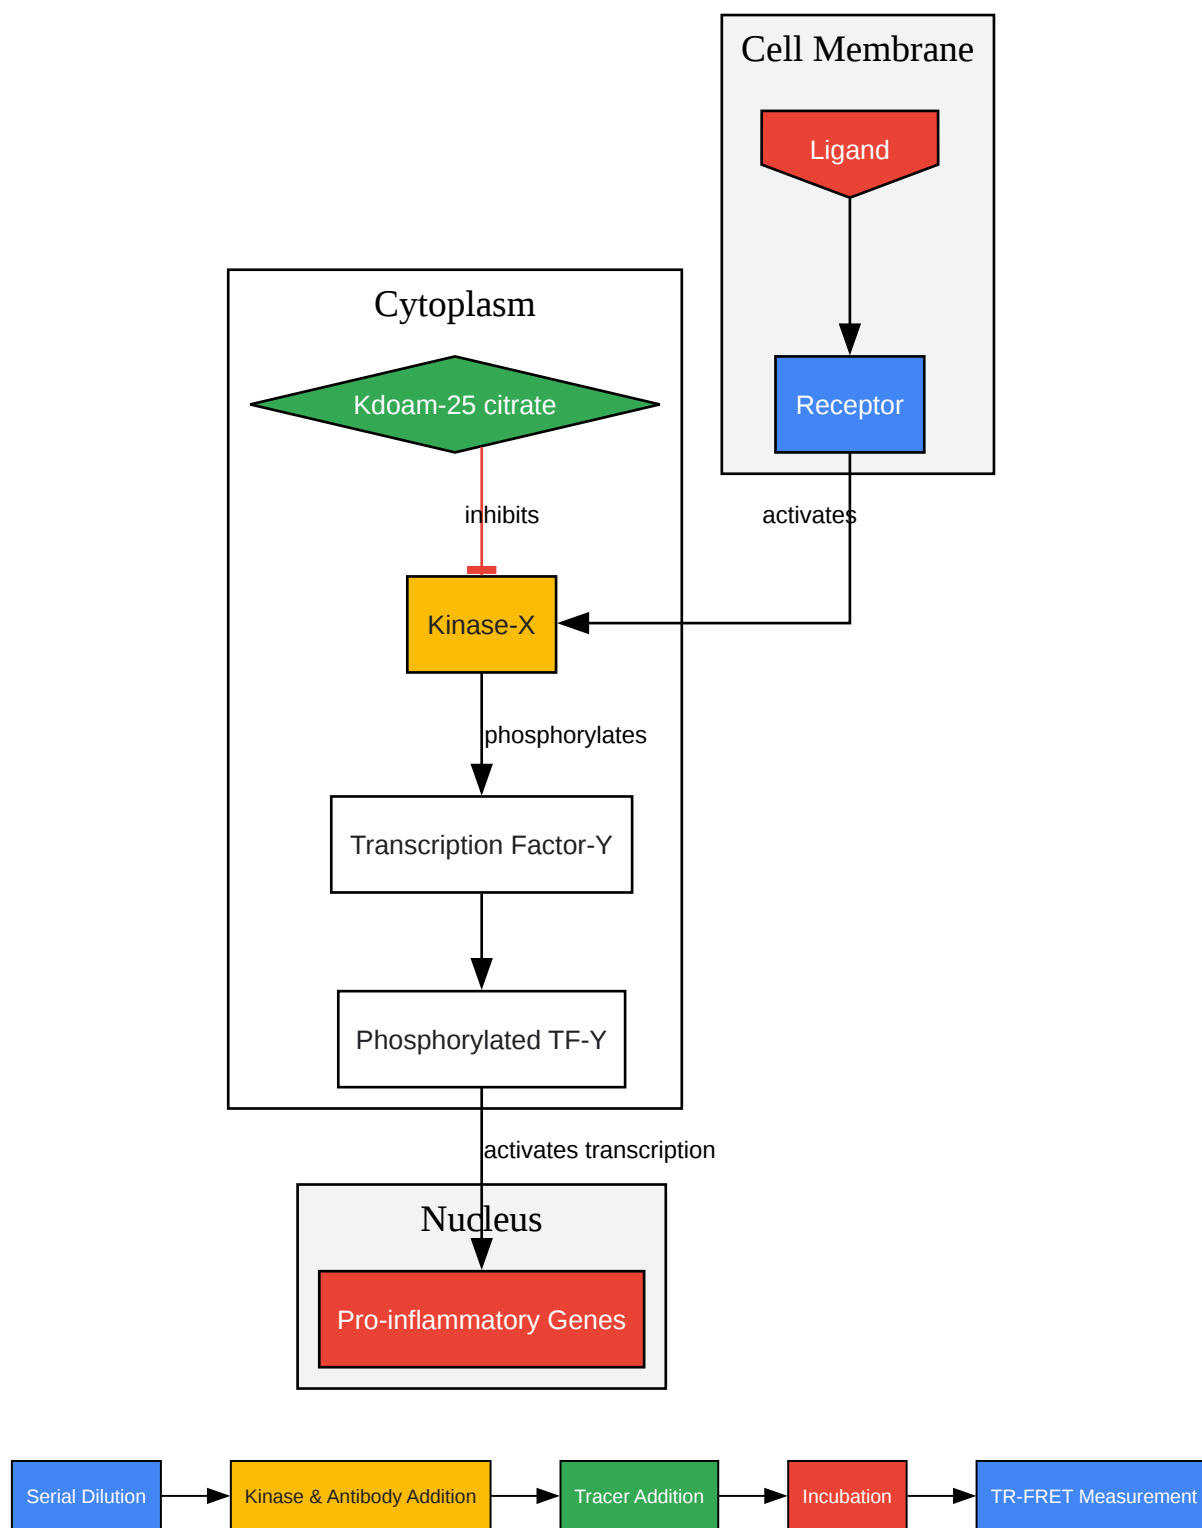 Cell Membrane
Ligand
Cytoplasm
Kdoam-25 citrate
Receptor
inhibits
activates
Kinase-X
phosphorylates
Transcription Factor-Y
Phosphorylated TF-Y
activates transcription
Nucleus
Pro-inflammatory Genes
Serial Dilution
Kinase & Antibody Addition
Tracer Addition
Incubation
TR-FRET Measurement